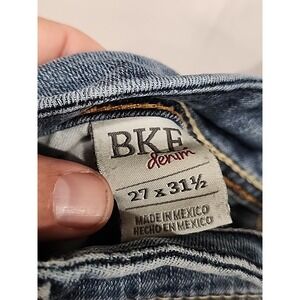 BKE
denim
27 x 31½
MADE IN MEXICO
HECHO EN MEXICO